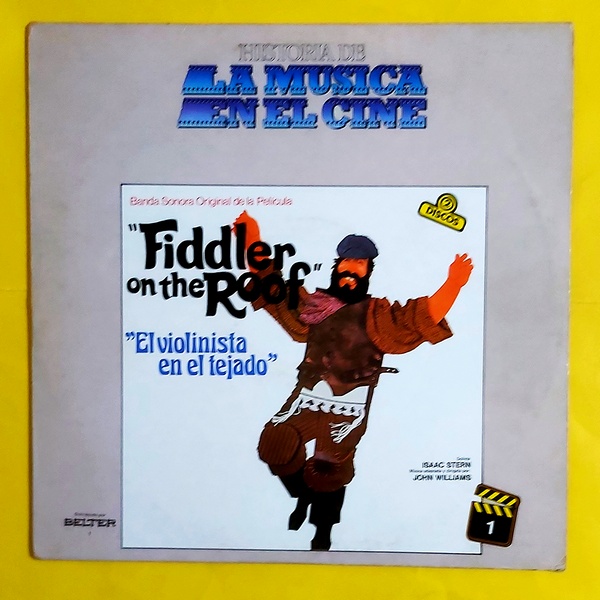 HISTORIA DE
LA MUSICA
EN EL CINE
Banda Sonora Original de la Película
2
DISCOS
"Fiddler
on the Roof"
"El violinista
en el tejado"
ISAAC STERN
JOHN WILLIAMS
BELTER
1